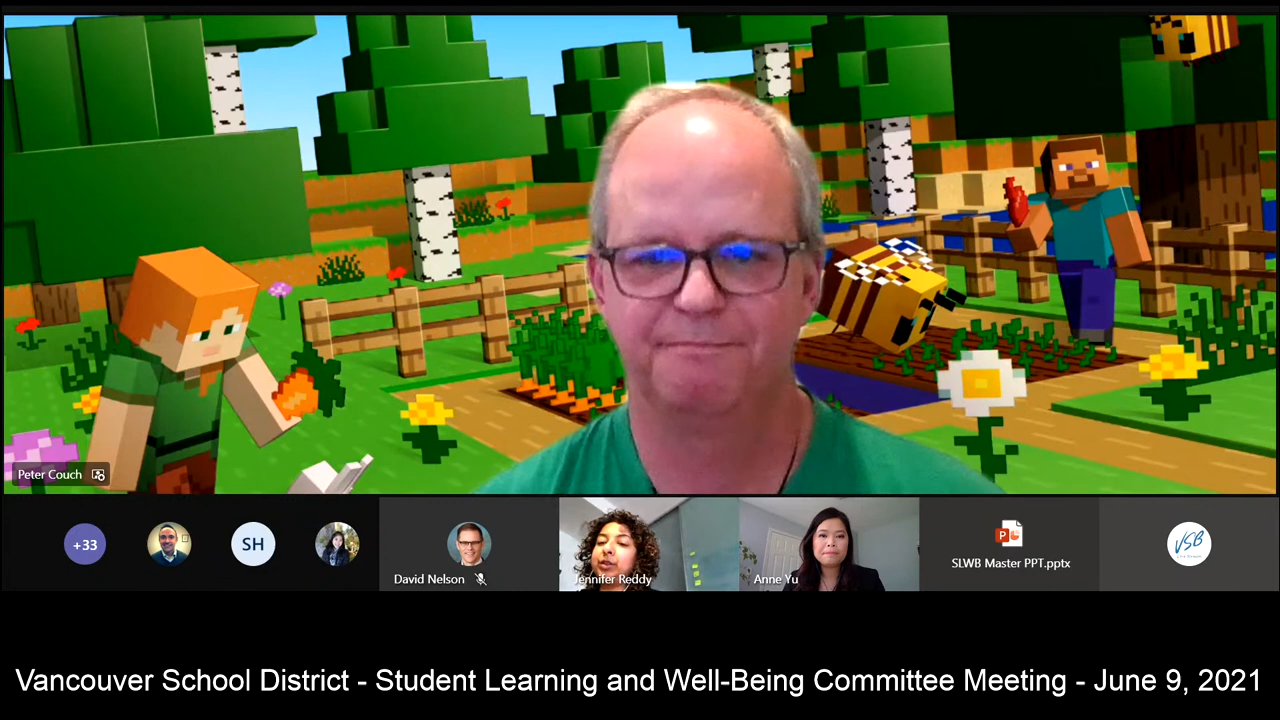 Peter Couch
+33
SH
David Nelson
Jennifer Reddy
Anne Yu
P
SLWB Master PPT.pptx
VSB
Vancouver School District - Student Learning and Well-Being Committee Meeting - June 9, 2021